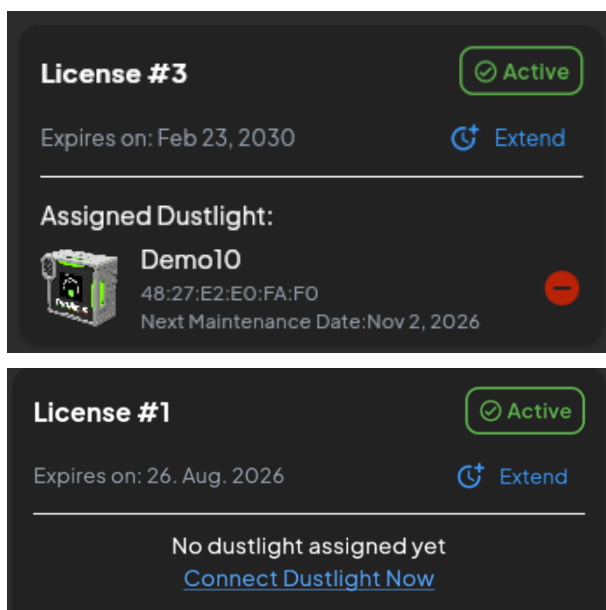 License #3
Active
Expires on: Feb 23, 2030
Extend
Assigned Dustlight:
Demo10
48:27:E2:E0:FA:F0
Next Maintenance Date:Nov 2, 2026
License #1
Active
Expires on: 26. Aug. 2026
Extend
No dustlight assigned yet
Connect Dustlight Now